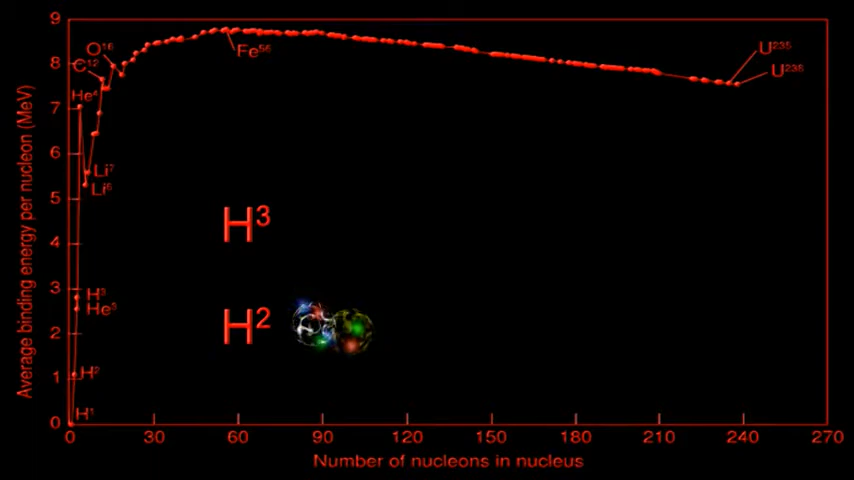 9
8
7
6
5
4
3
2
1
0
Average binding energy per nucleon (MeV)
O¹⁶
C¹²
He⁴
Li⁷
Li⁶
H³
He³
H²
H¹
Fe⁵⁶
U²³⁵
U²³⁸
H³
H²
0 30 60 90 120 150 180 210 240 270
Number of nucleons in nucleus